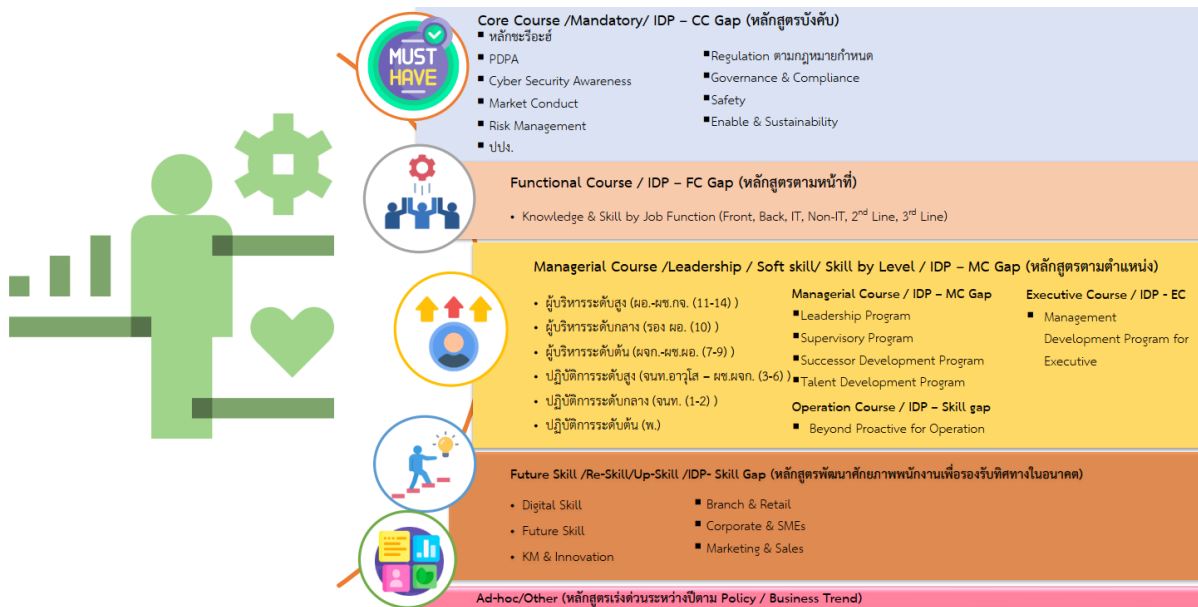 Core Course /Mandatory/ IDP – CC Gap (หลักสูตรบังคับ)
MUST
HAVE
▪ หลักชะรีอะฮ์
▪ PDPA
▪ Cyber Security Awareness
▪ Market Conduct
▪ Risk Management
▪ ปปง.
▪Regulation ตามกฎหมายกำหนด
▪Governance & Compliance
▪Safety
▪Enable & Sustainability
Functional Course / IDP – FC Gap (หลักสูตรตามหน้าที่)
• Knowledge & Skill by Job Function (Front, Back, IT, Non-IT, 2nd Line, 3rd Line)
Managerial Course /Leadership / Soft skill/ Skill by Level / IDP – MC Gap (หลักสูตรตามตำแหน่ง)
• ผู้บริหารระดับสูง (ผอ.-ผช.กจ. (11-14) )
• ผู้บริหารระดับกลาง (รอง ผอ. (10) )
• ผู้บริหารระดับต้น (ผจก.-ผช.ผอ. (7-9) )
• ปฏิบัติการระดับสูง (จนท.อาวุโส – ผช.ผจก. (3-6) )
• ปฏิบัติการระดับกลาง (จนท. (1-2) )
• ปฏิบัติการระดับต้น (พ.)
Managerial Course / IDP – MC Gap
▪Leadership Program
▪Supervisory Program
▪Successor Development Program
▪Talent Development Program
Operation Course / IDP – Skill gap
▪ Beyond Proactive for Operation
Executive Course / IDP - EC
▪ Management
Development Program for
Executive
Future Skill /Re-Skill/Up-Skill /IDP- Skill Gap (หลักสูตรพัฒนาศักยภาพพนักงานเพื่อรองรับทิศทางในอนาคต)
• Digital Skill
• Future Skill
• KM & Innovation
▪ Branch & Retail
▪ Corporate & SMEs
▪ Marketing & Sales
Ad-hoc/Other (หลักสูตรเร่งด่วนระหว่างปีตาม Policy / Business Trend)